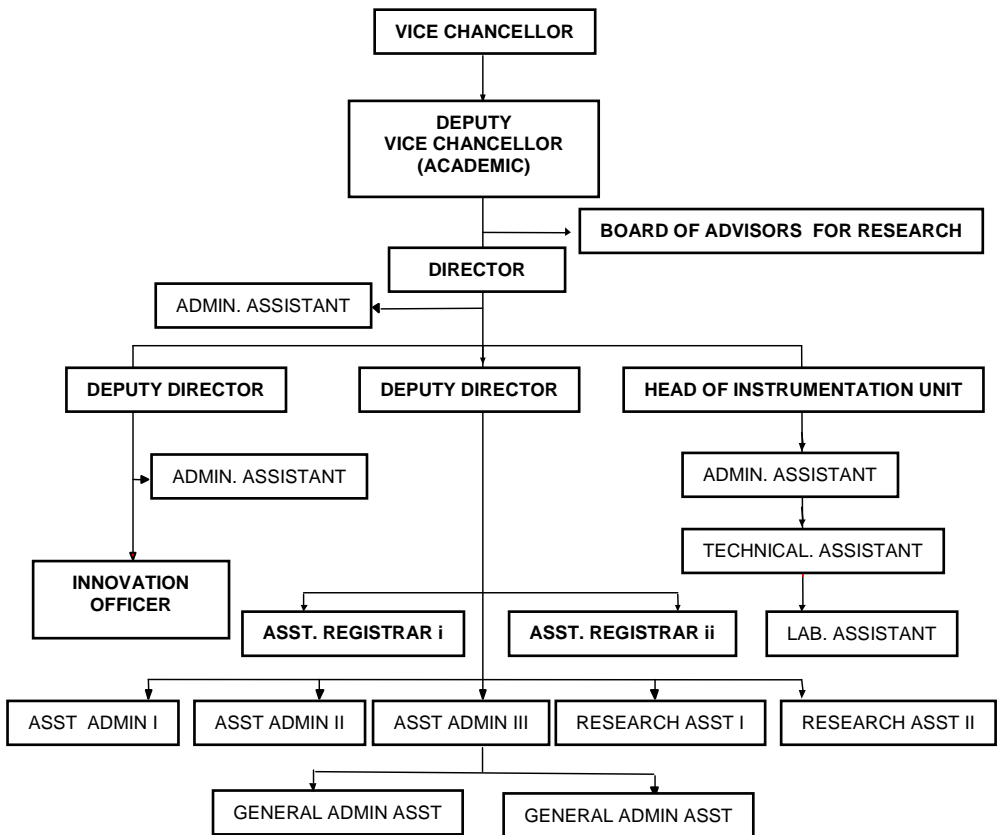 VICE CHANCELLOR
DEPUTY
VICE CHANCELLOR
(ACADEMIC)
BOARD OF ADVISORS FOR RESEARCH
DIRECTOR
ADMIN. ASSISTANT
DEPUTY DIRECTOR
DEPUTY DIRECTOR
HEAD OF INSTRUMENTATION UNIT
ADMIN. ASSISTANT
ADMIN. ASSISTANT
TECHNICAL. ASSISTANT
INNOVATION
OFFICER
ASST. REGISTRAR i
ASST. REGISTRAR ii
LAB. ASSISTANT
ASST ADMIN I
ASST ADMIN II
ASST ADMIN III
RESEARCH ASST I
RESEARCH ASST II
GENERAL ADMIN ASST
GENERAL ADMIN ASST